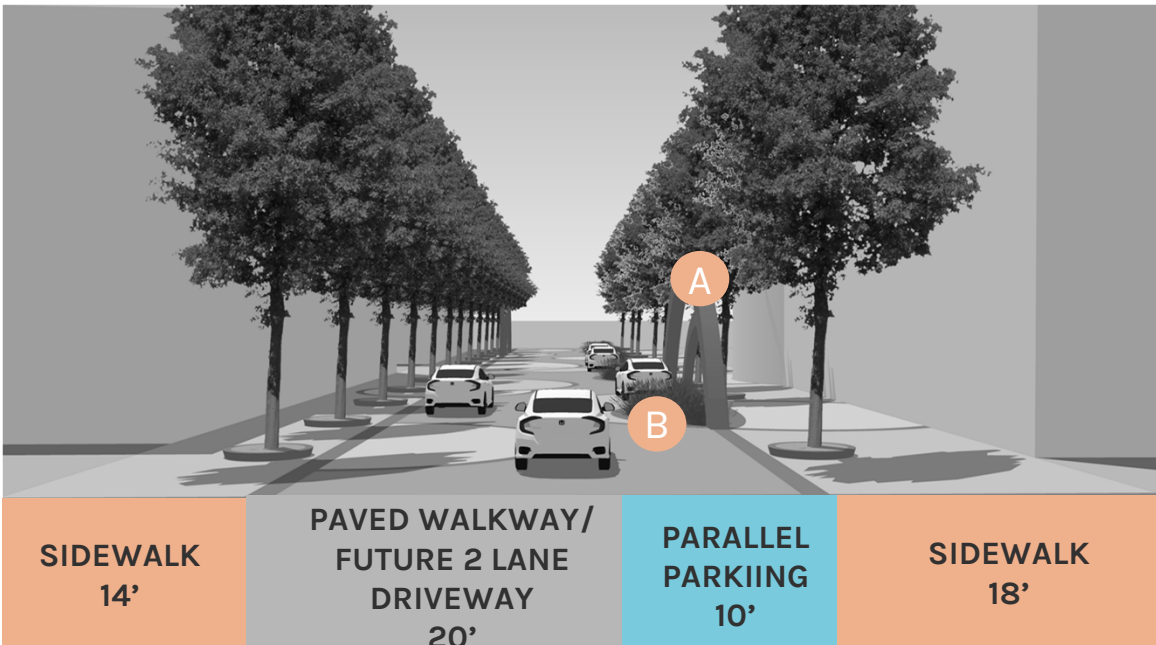 A
B
SIDEWALK
14’
PAVED WALKWAY/
FUTURE 2 LANE
DRIVEWAY
20’
PARALLEL
PARKIING
10’
SIDEWALK
18’